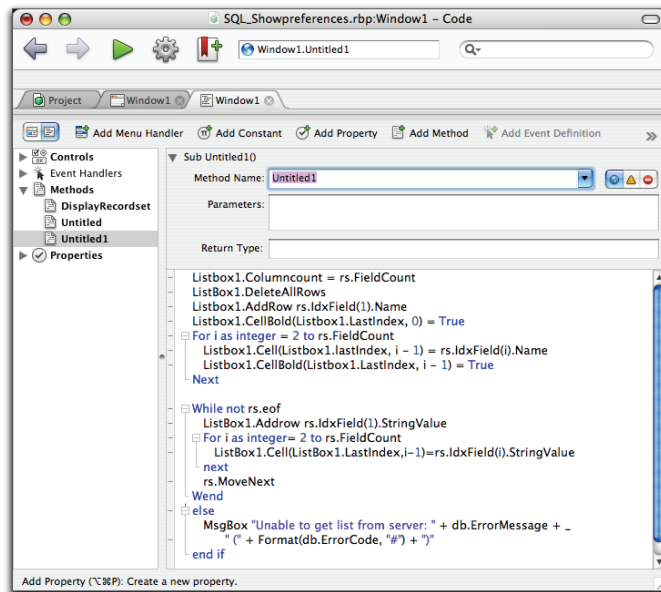 SQL_Showpreferences.rbp:Window1 – Code
Window1.Untitled1
Project
Window1
Window1
Add Menu Handler
Add Constant
Add Property
Add Method
Add Event Definition
Controls
Event Handlers
Methods
DisplayRecordset
Untitled
Untitled1
Properties
Sub Untitled1()
Method Name: Untitled1
Parameters:
Return Type:
Listbox1.Columncount = rs.FieldCount
ListBox1.DeleteAllRows
Listbox1.AddRow rs.IdxField(1).Name
Listbox1.CellBold(Listbox1.LastIndex, 0) = True
For i as integer = 2 to rs.FieldCount
Listbox1.Cell(Listbox1.lastIndex, i - 1) = rs.IdxField(i).Name
Listbox1.CellBold(Listbox1.LastIndex, i - 1) = True
Next
While not rs.eof
ListBox1.Addrow rs.IdxField(1).StringValue
For i as integer= 2 to rs.FieldCount
ListBox1.Cell(ListBox1.LastIndex,i-1)=rs.IdxField(i).StringValue
next
rs.MoveNext
Wend
else
MsgBox "Unable to get list from server: " + db.ErrorMessage + _
" (" + Format(db.ErrorCode, "#") + ")"
end if
Add Property (⌥⌘P): Create a new property.